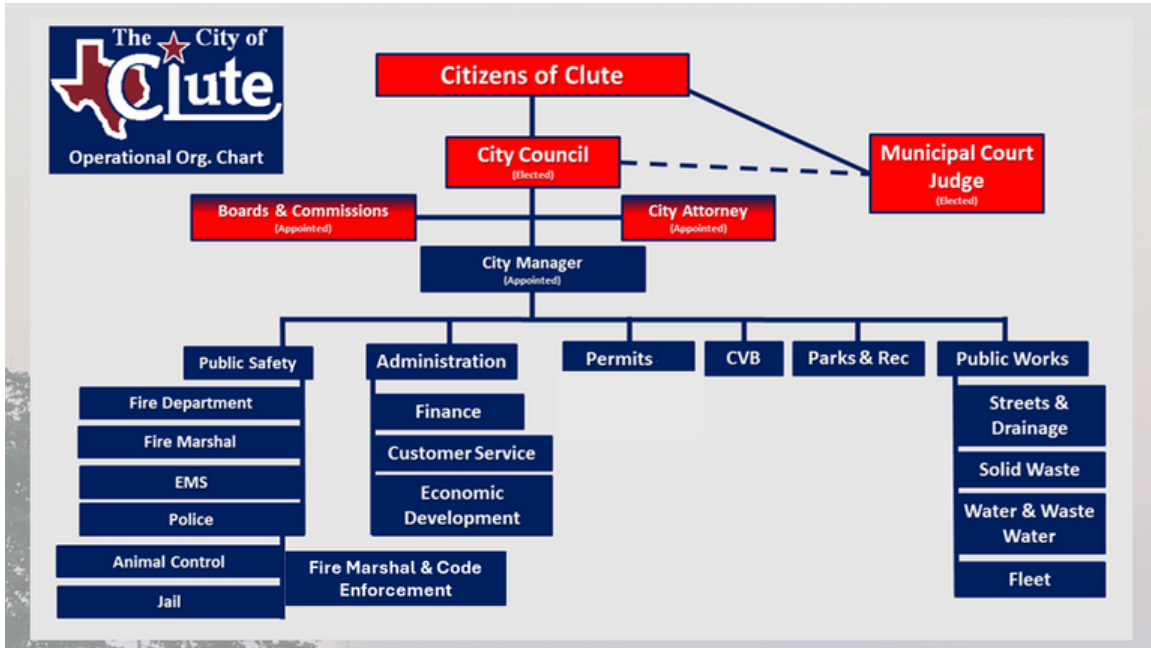 The City of
Clute
Operational Org. Chart
Citizens of Clute
City Council
(Elected)
Municipal Court
Judge
(Elected)
Boards & Commissions
(Appointed)
City Attorney
(Appointed)
City Manager
(Appointed)
Public Safety
Fire Department
Fire Marshal
EMS
Police
Animal Control
Jail
Fire Marshal & Code
Enforcement
Administration
Finance
Customer Service
Economic
Development
Permits
CVB
Parks & Rec
Public Works
Streets &
Drainage
Solid Waste
Water & Waste
Water
Fleet